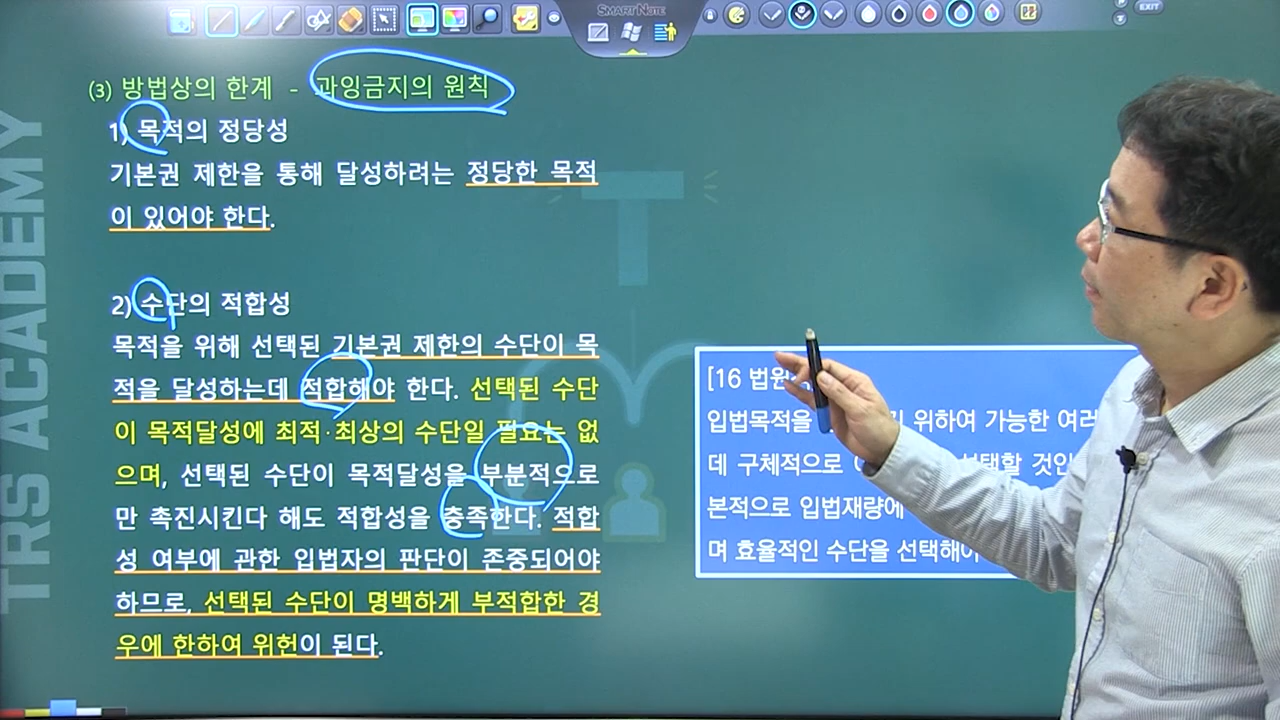 SMART NOTE
EXIT
(3) 방법상의 한계 - 과잉금지의 원칙
1) 목적의 정당성
기본권 제한을 통해 달성하려는 정당한 목적
이 있어야 한다.
2) 수단의 적합성
목적을 위해 선택된 기본권 제한의 수단이 목
적을 달성하는데 적합해야 한다. 선택된 수단
이 목적달성에 최적·최상의 수단일 필요는 없
으며, 선택된 수단이 목적달성을 부분적으로
만 촉진시킨다 해도 적합성을 충족한다. 적합
성 여부에 관한 입법자의 판단이 존중되어야
하므로, 선택된 수단이 명백하게 부적합한 경
우에 한하여 위헌이 된다.
[16 법원
입법목적을 위하여 가능한 여러
데 구체적으로 선택할 것인
본적으로 입법재량에
며 효율적인 수단을 선택해야
TRS ACADEMY